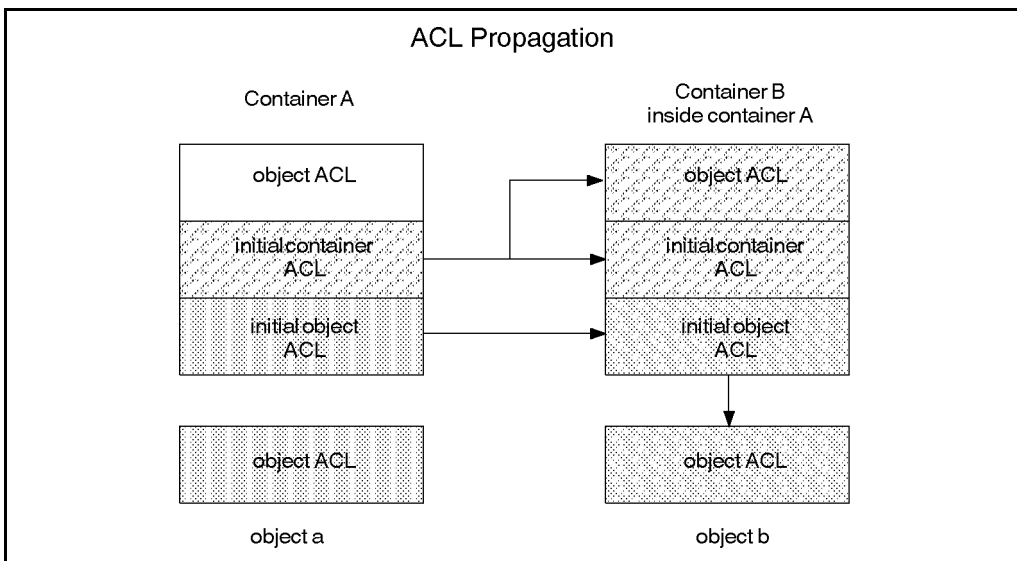 ACL Propagation
Container A
Container B
inside container A
object ACL
initial container
ACL
initial object
ACL
object ACL
initial container
ACL
initial object
ACL
object ACL
object a
object ACL
object b